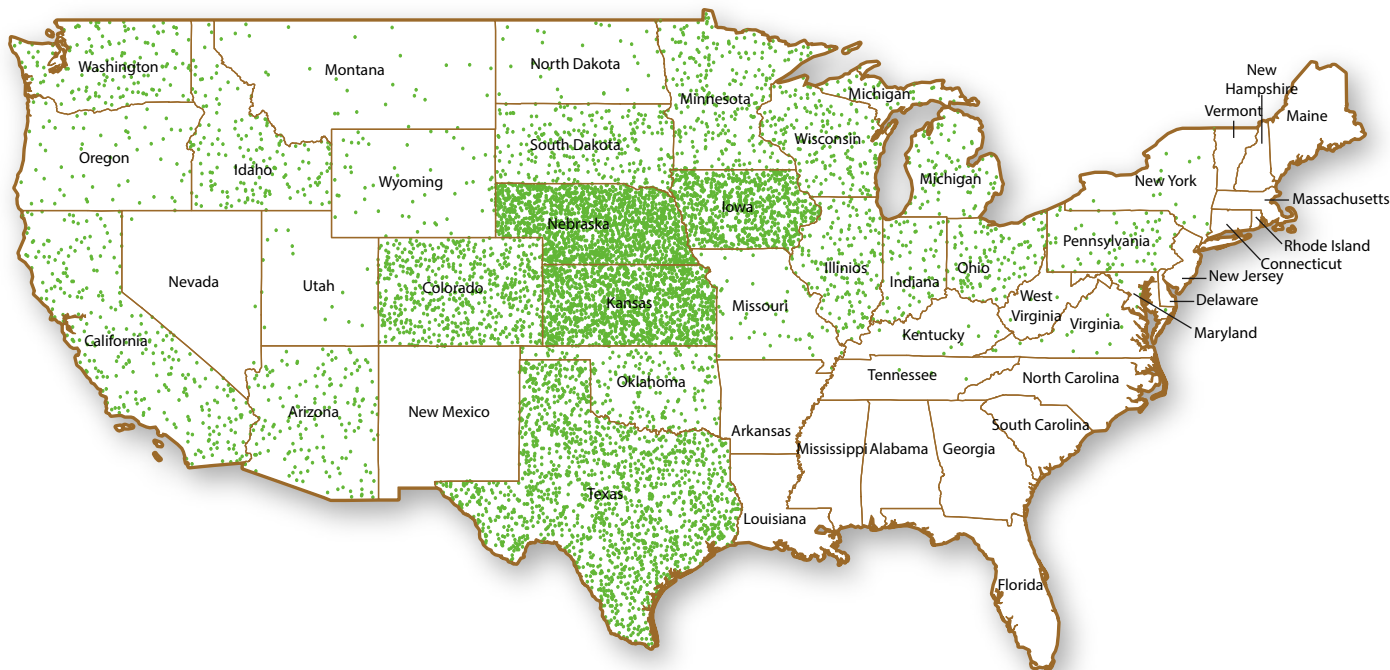 Washington
Montana
North Dakota
Minnesota
Michigan
New
Hampshire
Vermont
Maine
Oregon
Idaho
Wyoming
South Dakota
Wisconsin
Michigan
New York
Massachusetts
Nebraska
Iowa
Rhode Island
Connecticut
Pennsylvania
New Jersey
Nevada
Utah
Colorado
Kansas
Missouri
Illinios
Indiana
Ohio
West
Virginia
Virginia
Delaware
Maryland
California
Kentucky
Arizona
New Mexico
Oklahoma
Tennessee
North Carolina
Arkansas
South Carolina
Mississippi
Alabama
Georgia
Texas
Louisiana
Florida